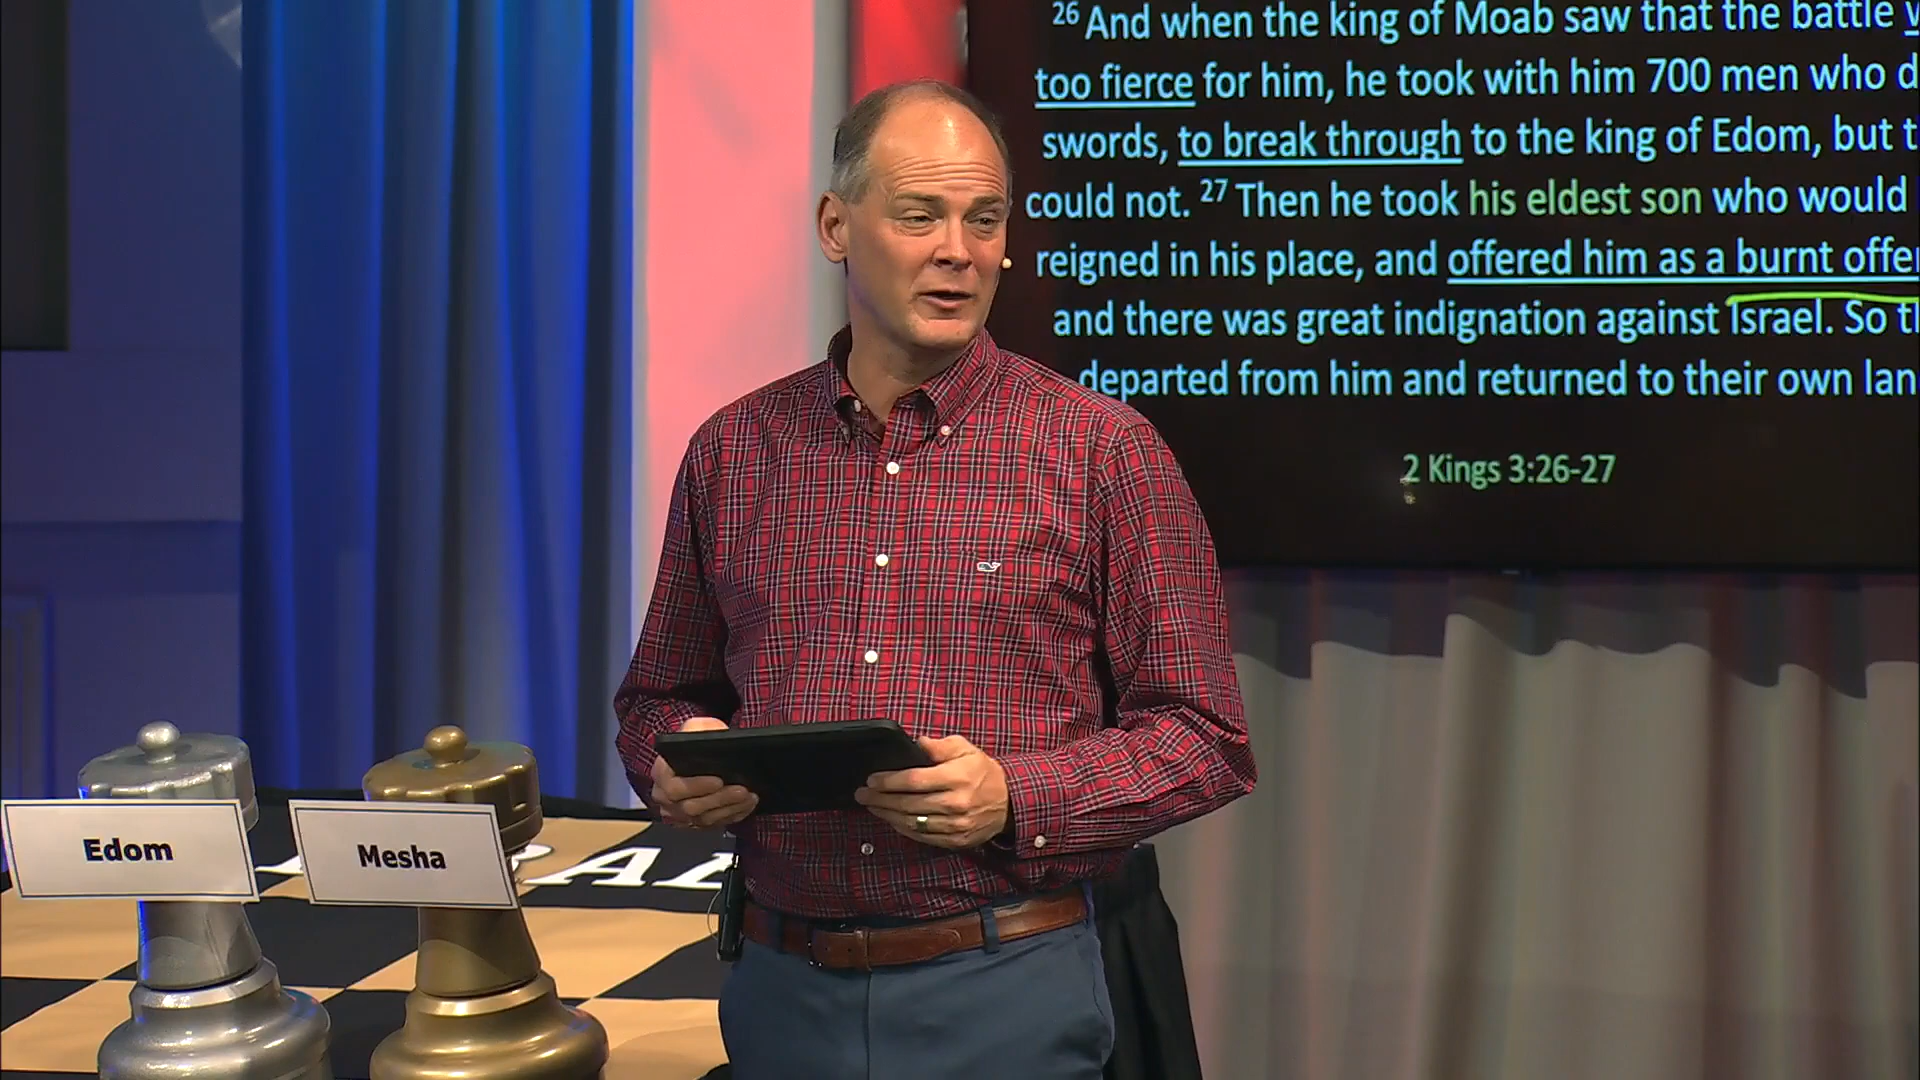 26 And when the king of Moab saw that the battle
too fierce for him, he took with him 700 men who
swords, to break through to the king of Edom, but
could not. 27 Then he took his eldest son who would
reigned in his place, and offered him as a burnt
and there was great indignation against Israel. So
departed from him and returned to their own
2 Kings 3:26-27
Edom
Mesha